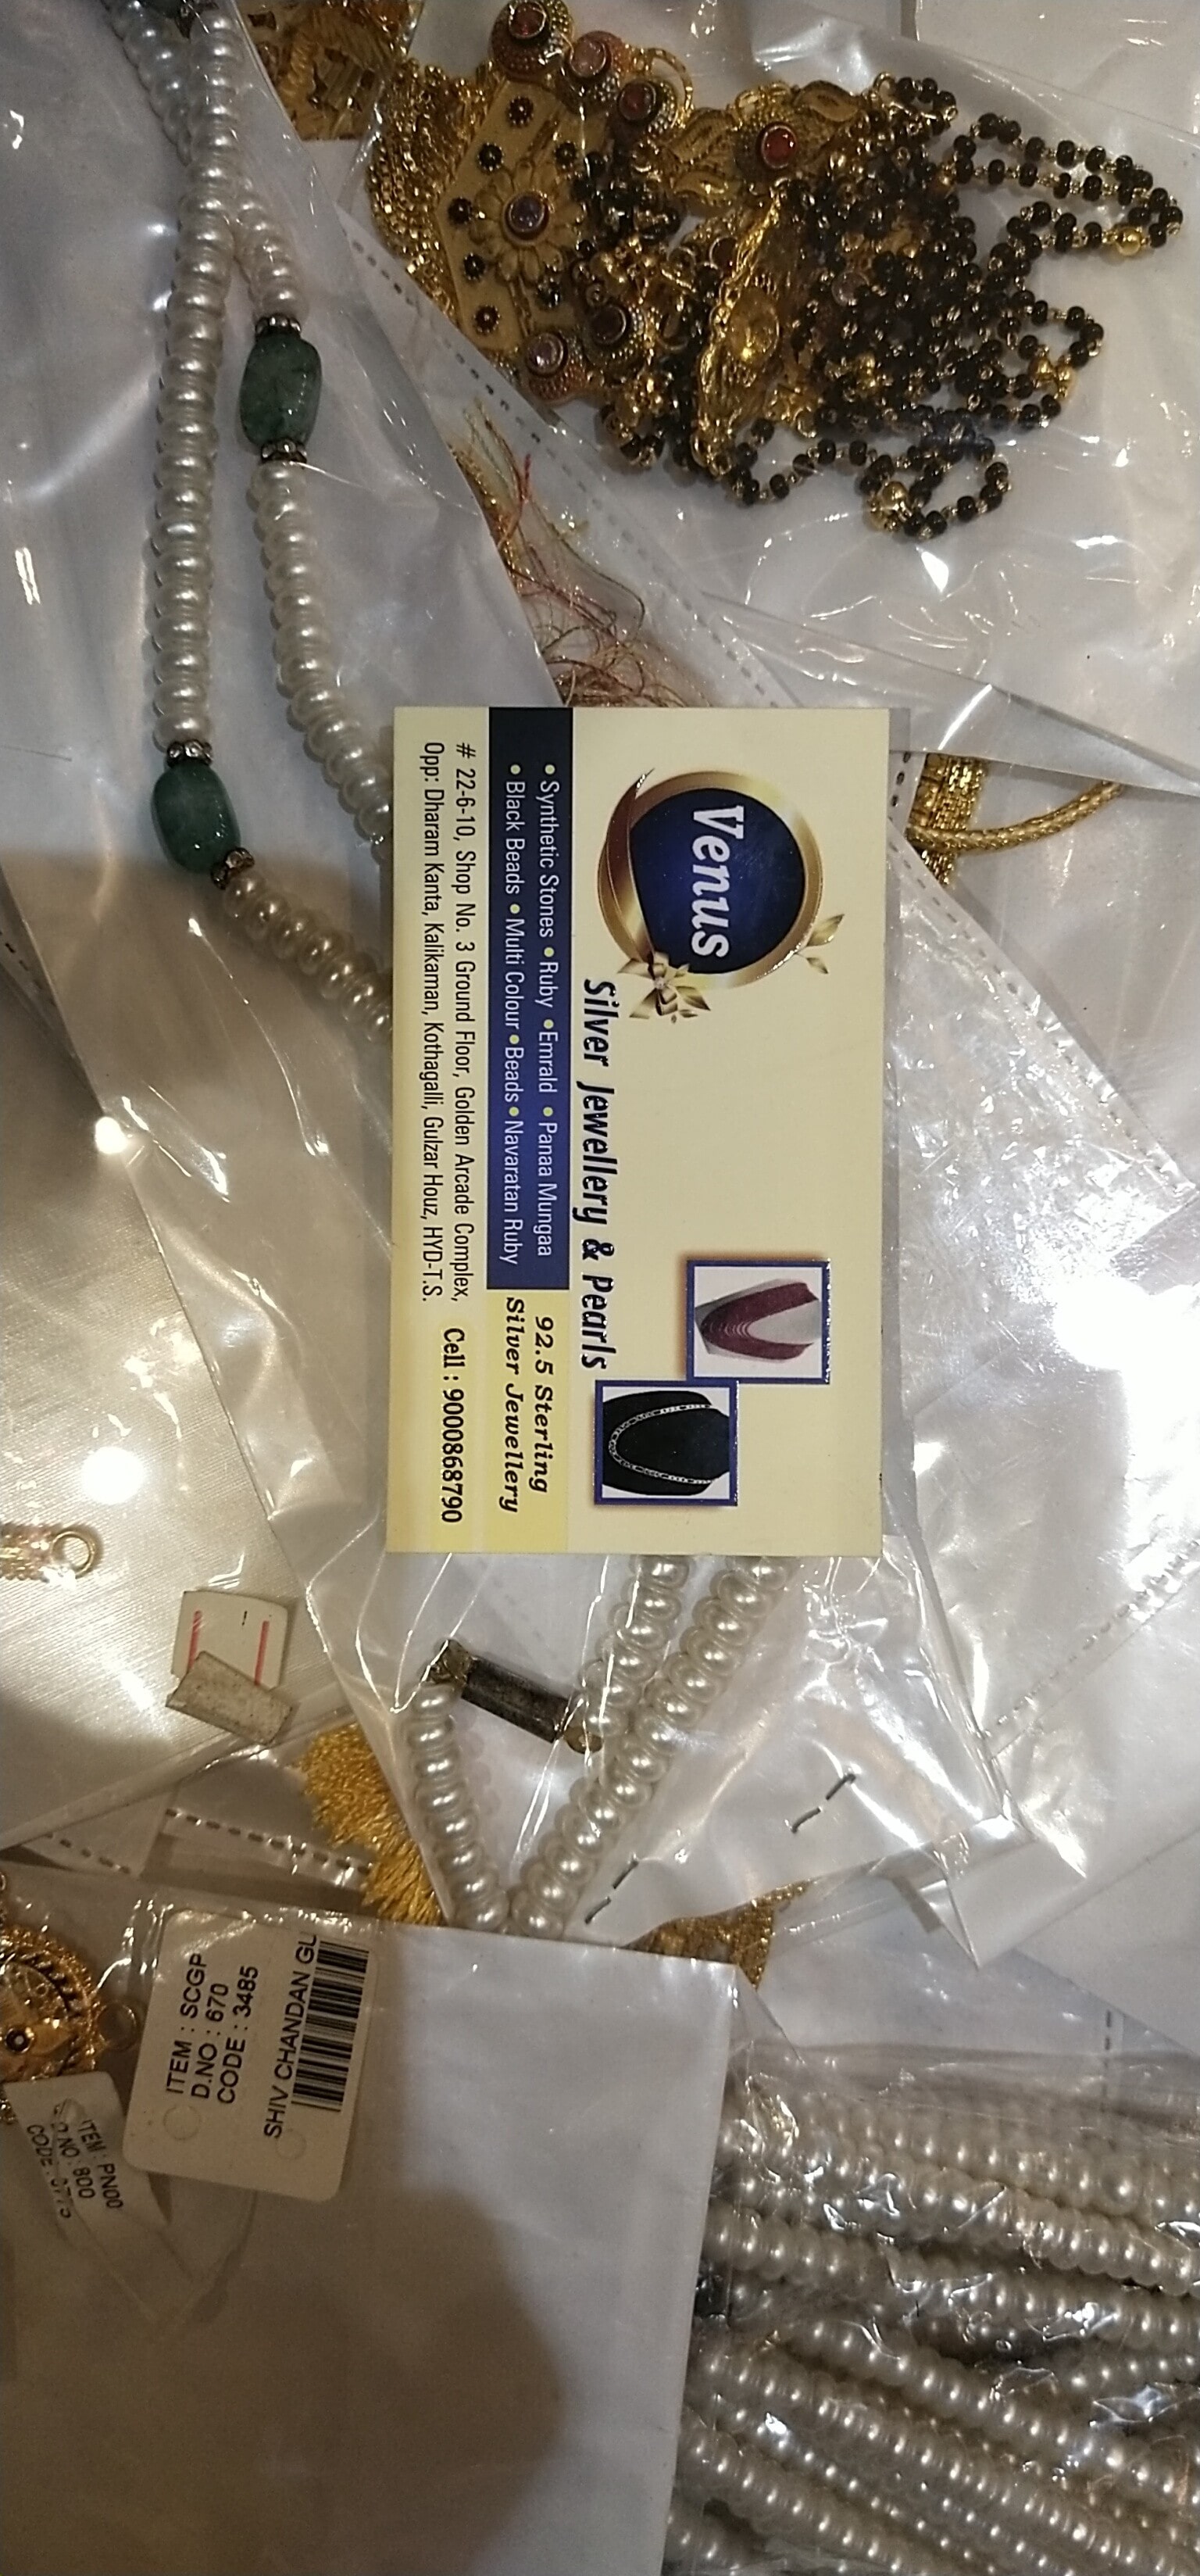 Venus
Silver Jewellery & Pearls
• Synthetic Stones • Ruby • Emrald • Panaa Mungaa
• Black Beads • Multi Colour • Beads • Navaratan Ruby
92.5 Sterling
Silver Jewellery
# 22-6-10, Shop No. 3 Ground Floor, Golden Arcade Complex,
Opp: Dharam Kanta, Kalikaman, Kothagalli, Gulzar Houz, HYD-T.S.
Cell : 9000868790
ITEM : SCGP
D.NO : 670
CODE : 3485
SHIV CHANDAN GL
ITEM : PN00
D.NO : 800
CODE :